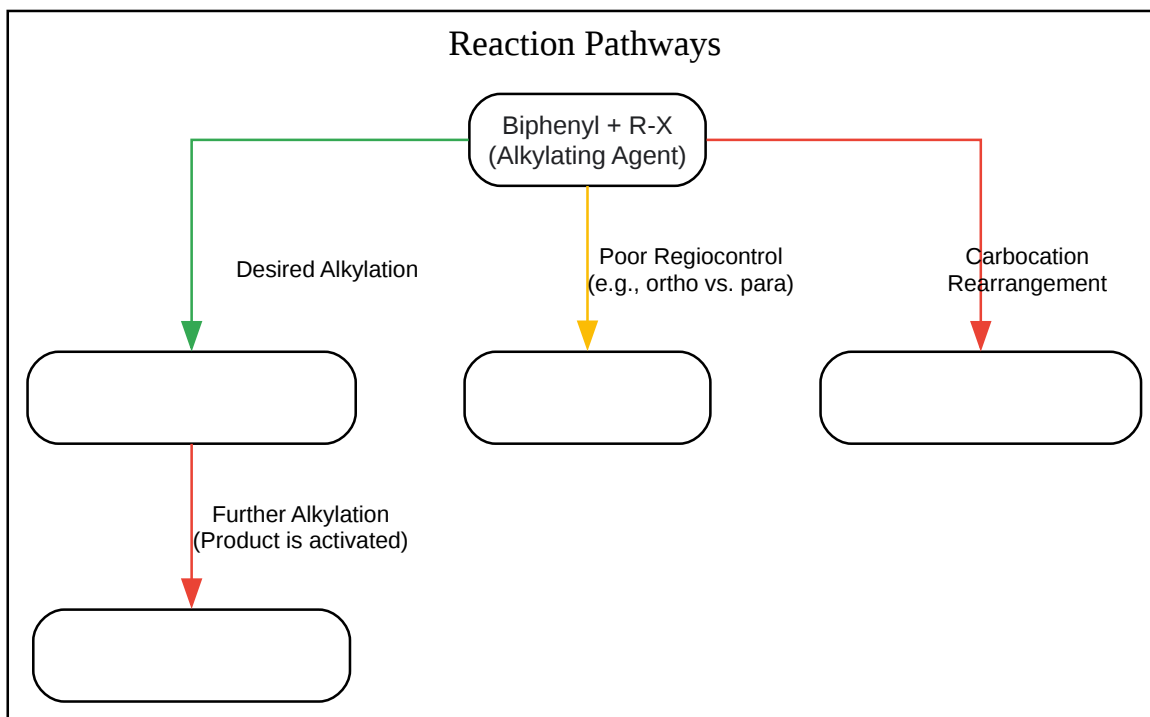 Reaction Pathways
Biphenyl + R-X
(Alkylating Agent)
Desired Alkylation
Poor Regiocontrol
(e.g., ortho vs. para)
Carbocation
Rearrangement
Further Alkylation
(Product is activated)